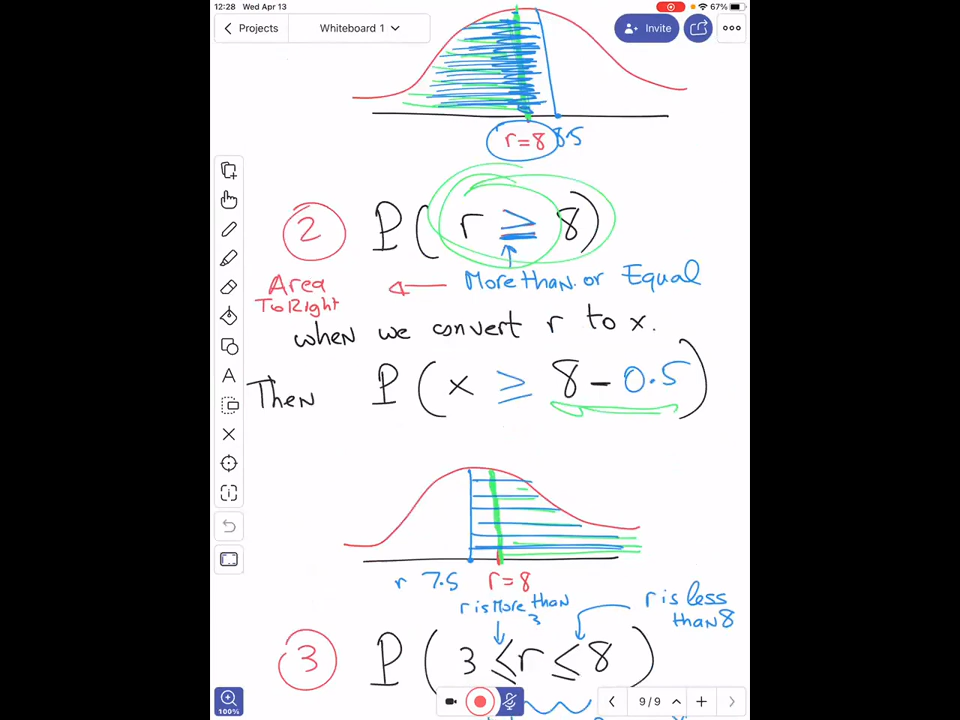 12:28 Wed Apr 13
67%
Projects
Whiteboard 1
Invite
r=8 8.5
2 P(r ≥ 8)
More than or Equal
Area
To Right
when we convert r to x.
Then P(x ≥ 8 - 0.5)
r 7.5 r=8
r is More than
3
r is less
than 8
3 P(3 ≤ r ≤ 8)
A
100%
9/9